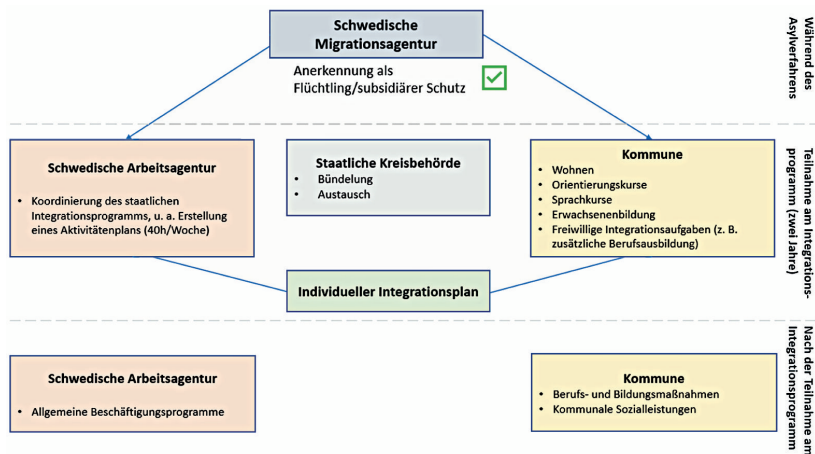 Schwedische
Migrationsagentur
Anerkennung als
Flüchtling/subsidiärer Schutz
Während des
Asylverfahrens
Schwedische Arbeitsagentur
• Koordinierung des staatlichen
Integrationsprogramms, u. a. Erstellung
eines Aktivitätenplans (40h/Woche)
Staatliche Kreisbehörde
• Bündelung
• Austausch
Kommune
• Wohnen
• Orientierungskurse
• Sprachkurse
• Erwachsenenbildung
• Freiwillige Integrationsaufgaben (z. B.
zusätzliche Berufsausbildung)
Individueller Integrationsplan
Teilnahme am Integrations-
programm (zwei Jahre)
Schwedische Arbeitsagentur
• Allgemeine Beschäftigungsprogramme
Kommune
• Berufs- und Bildungsmaßnahmen
• Kommunale Sozialleistungen
Nach der Teilnahme am
Integrationsprogramm